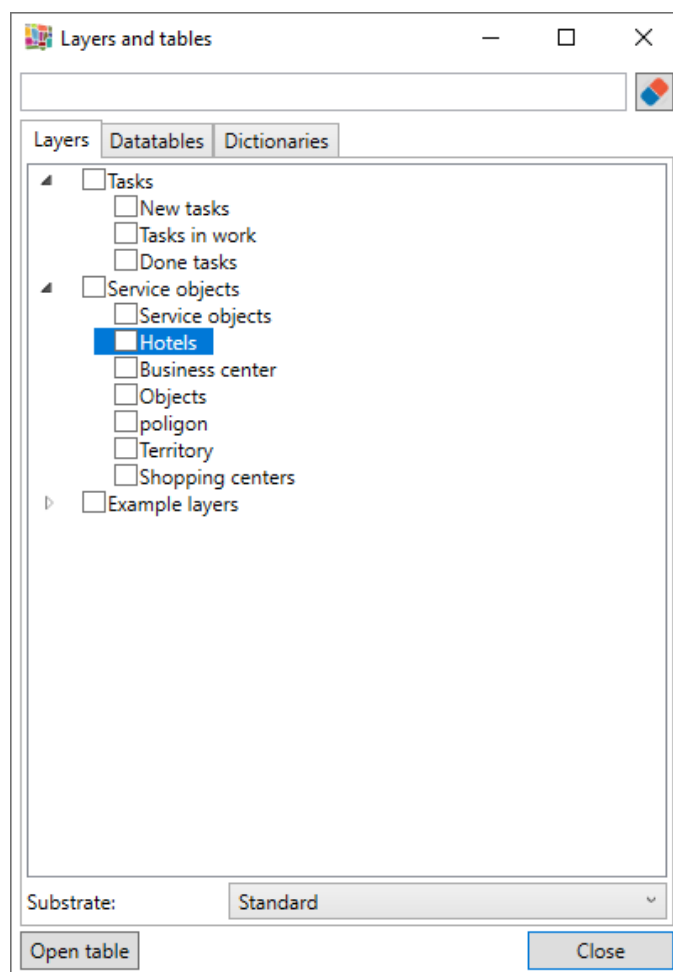 Layers and tables
Layers Datatables Dictionaries
Tasks
New tasks
Tasks in work
Done tasks
Service objects
Service objects
Hotels
Business center
Objects
poligon
Territory
Shopping centers
Example layers
Substrate: Standard
Open table Close